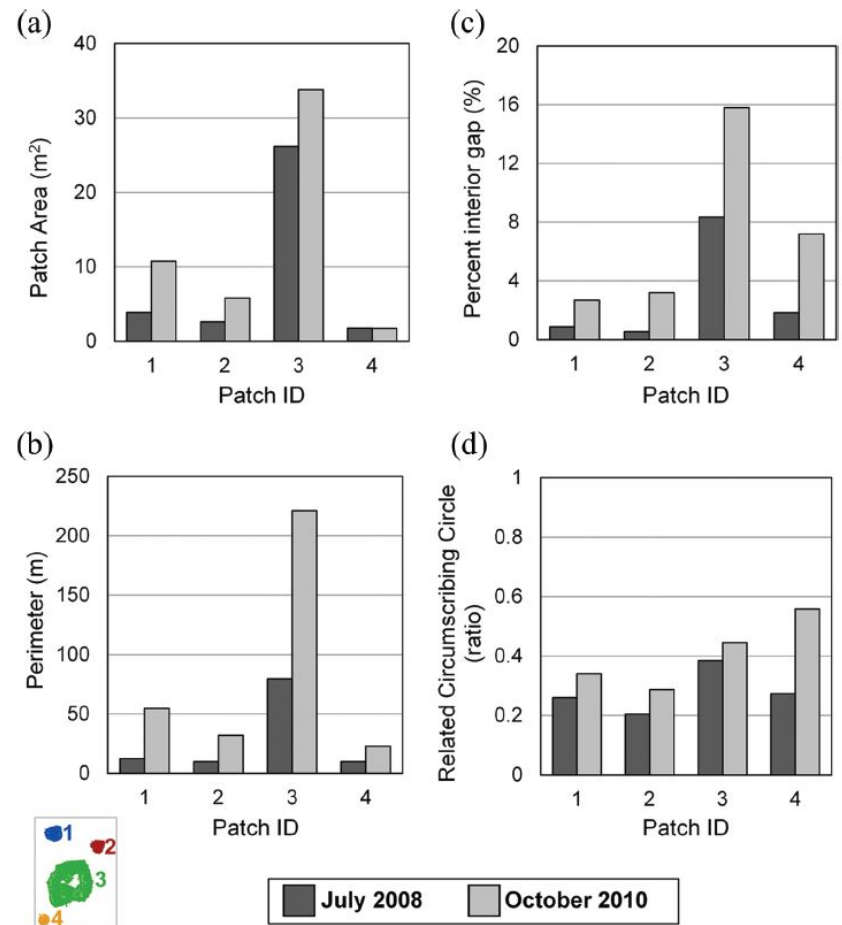 (a)
40
30
20
10
0
Patch Area (m²)
1 2 3 4
Patch ID
(c)
20
16
12
8
4
0
Percent interior gap (%)
1 2 3 4
Patch ID
(b)
250
200
150
100
50
0
Perimeter (m)
1 2 3 4
Patch ID
(d)
1
0.8
0.6
0.4
0.2
0
Related Circumscribing Circle
(ratio)
1 2 3 4
Patch ID
1
2
3
4
July 2008 October 2010